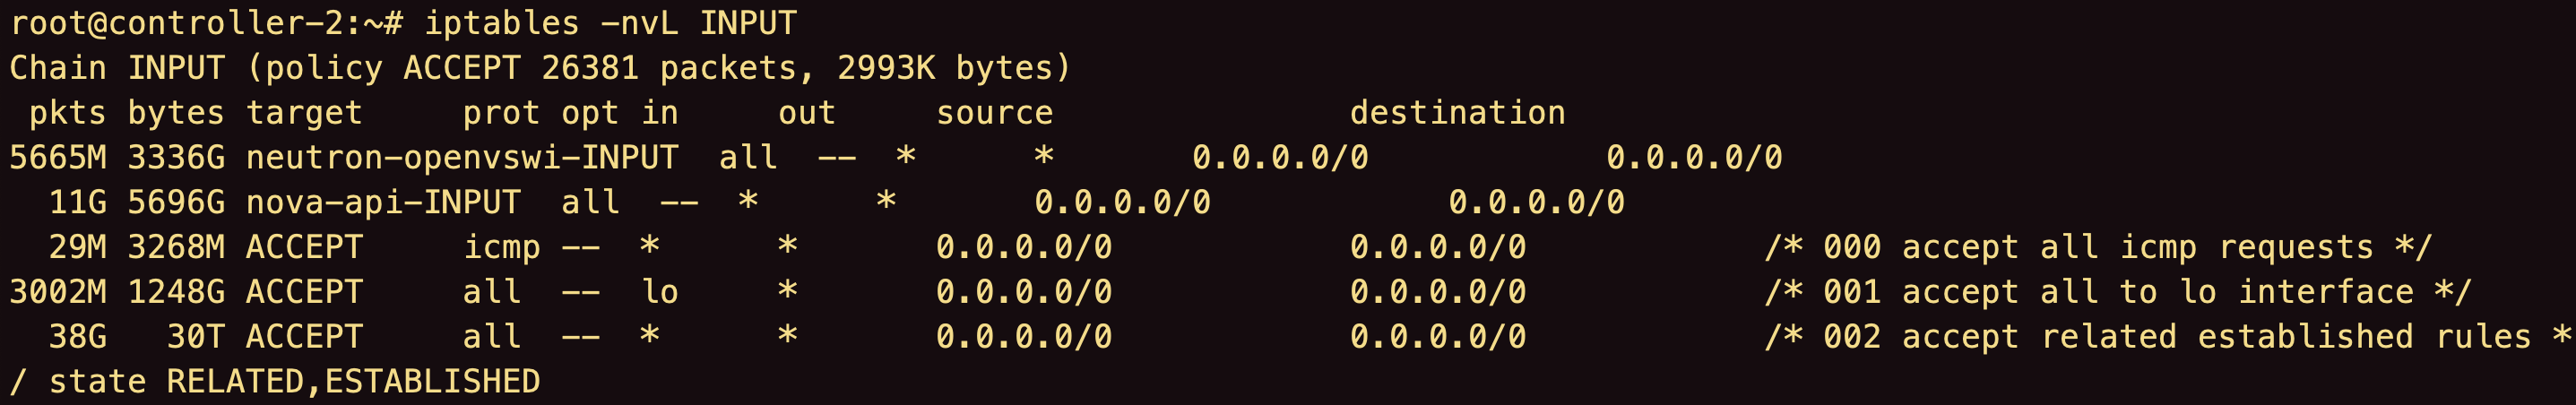 root@controller-2:~# iptables -nvL INPUT
Chain INPUT (policy ACCEPT 26381 packets, 2993K bytes)
 pkts bytes target     prot opt in     out     source               destination
5665M 3336G neutron-openvswi-INPUT  all  --  *      *       0.0.0.0/0            0.0.0.0/0
  11G 5696G nova-api-INPUT  all  --  *      *       0.0.0.0/0            0.0.0.0/0
  29M 3268M ACCEPT     icmp --  *      *       0.0.0.0/0            0.0.0.0/0            /* 000 accept all icmp requests */
3002M 1248G ACCEPT     all  --  lo     *       0.0.0.0/0            0.0.0.0/0            /* 001 accept all to lo interface */
  38G   30T ACCEPT     all  --  *      *       0.0.0.0/0            0.0.0.0/0            /* 002 accept related established rules *
/ state RELATED,ESTABLISHED